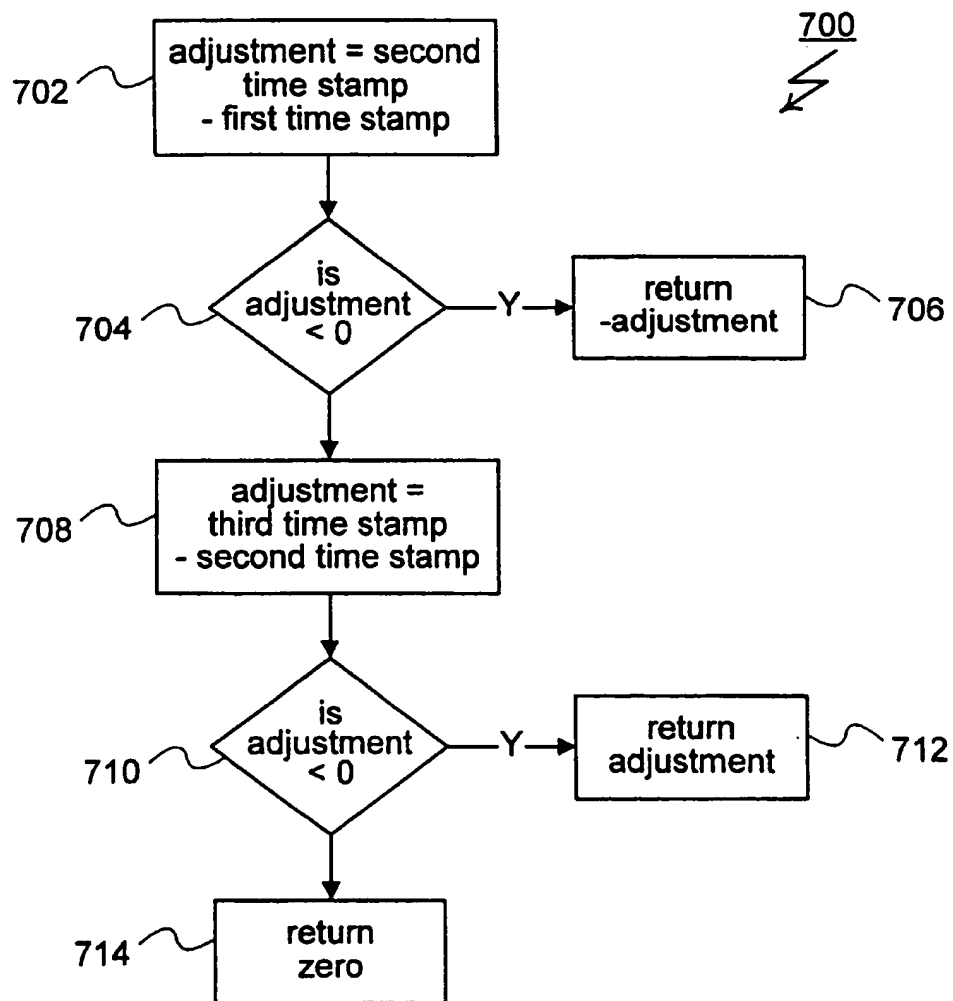 700
702
adjustment = second
time stamp
- first time stamp
704
is
adjustment
< 0
Y
return
-adjustment
706
708
adjustment =
third time stamp
- second time stamp
710
is
adjustment
< 0
Y
return
adjustment
712
714
return
zero